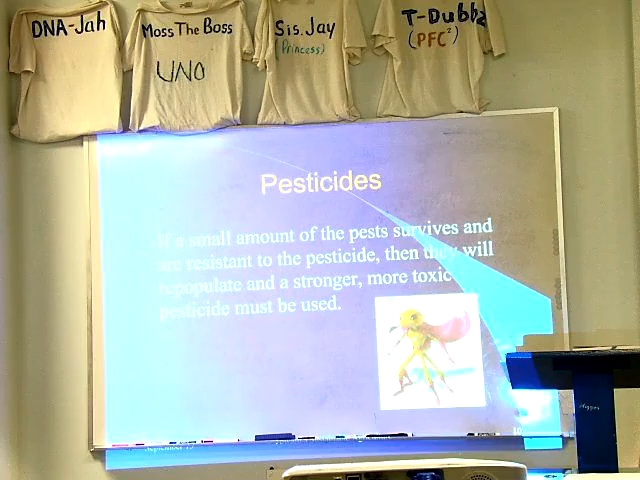 DNA-Jah
Moss The Boss
UNO
Sis. Jay
(Princess)
T-Dubbz
(PFC²)
Pesticides
If a small amount of the pests survives and
are resistant to the pesticide, then they will
repopulate and a stronger, more toxic
pesticide must be used.